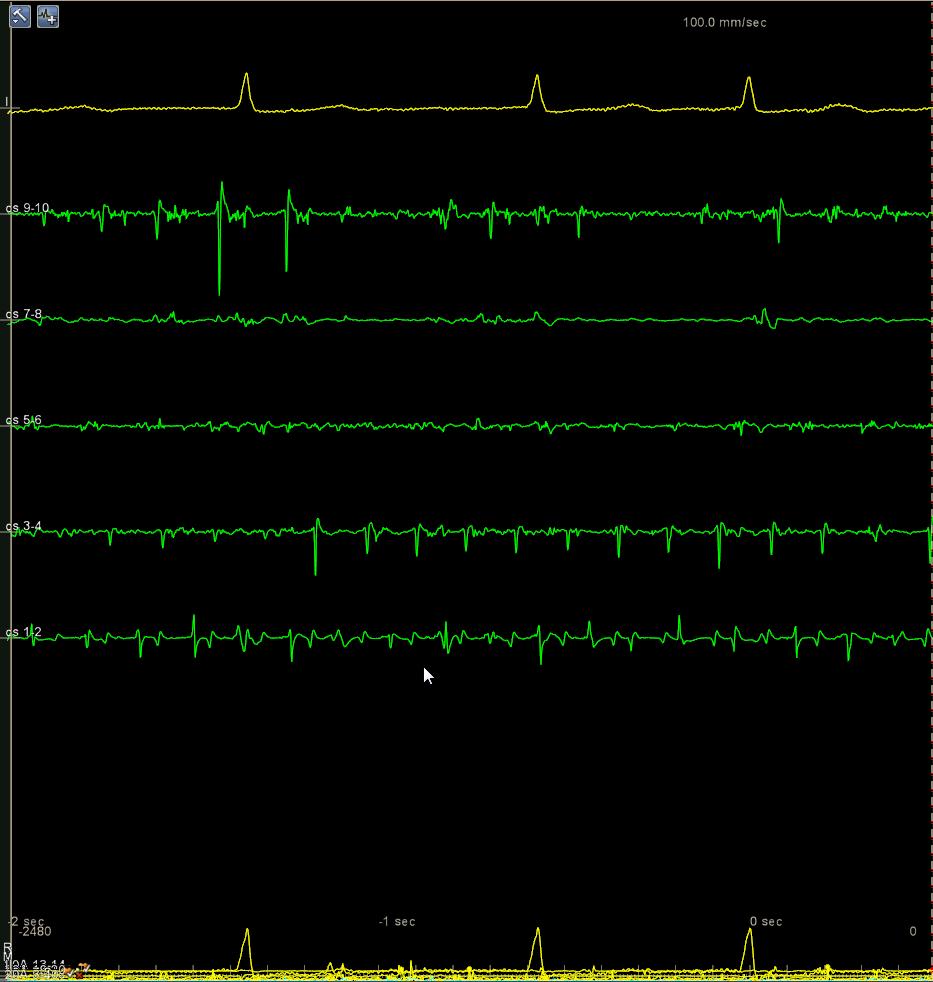 100.0 mm/sec
I
cs 9-10
cs 7-8
cs 5-6
cs 3-4
cs 1-2
-2 sec
-1 sec
0 sec
-2480
0